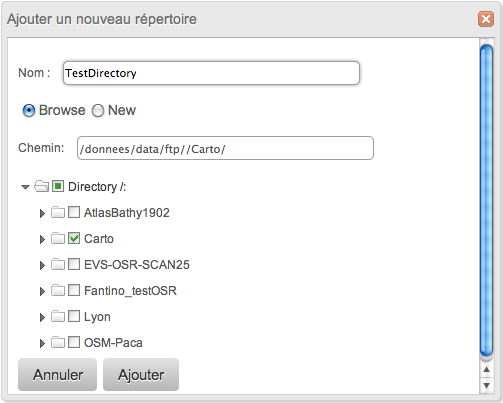 Ajouter un nouveau répertoire
Nom : TestDirectory
Browse New
Chemin: /donnees/data/ftp//Carto/
Directory /:
AtlasBathy1902
Carto
EVS-OSR-SCAN25
Fantino_testOSR
Lyon
OSM-Paca
Annuler Ajouter